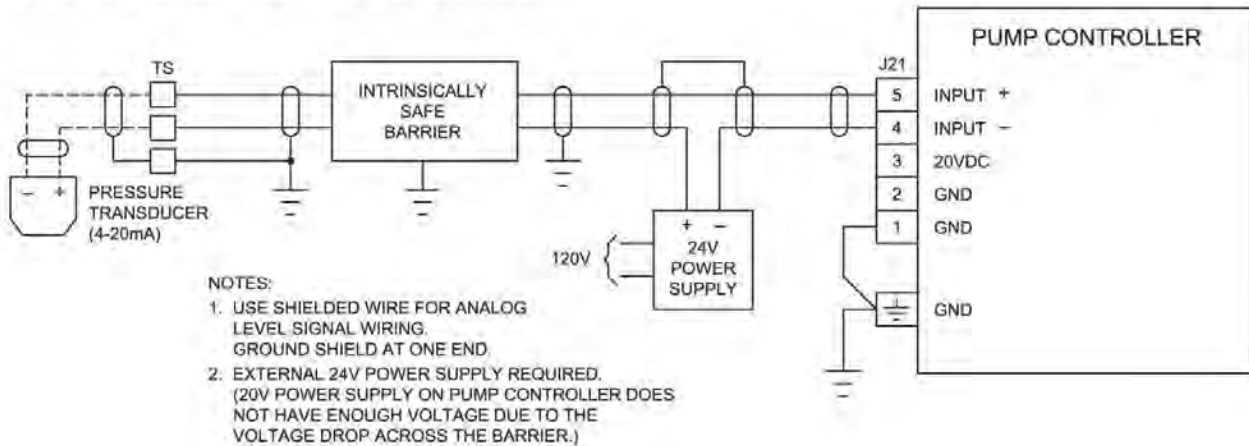 PUMP CONTROLLER
TS
J21
INTRINSICALLY
SAFE
BARRIER
5 INPUT +
4 INPUT –
3 20VDC
2 GND
1 GND
GND
– +
PRESSURE
TRANSDUCER
(4-20mA)
120V
+ –
24V
POWER
SUPPLY
NOTES:
1. USE SHIELDED WIRE FOR ANALOG
LEVEL SIGNAL WIRING.
GROUND SHIELD AT ONE END.
2. EXTERNAL 24V POWER SUPPLY REQUIRED.
(20V POWER SUPPLY ON PUMP CONTROLLER DOES
NOT HAVE ENOUGH VOLTAGE DUE TO THE
VOLTAGE DROP ACROSS THE BARRIER.)